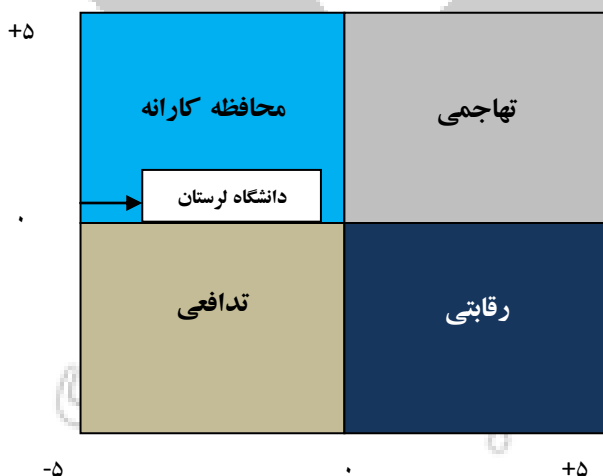 +۵
محافظه کارانه
تهاجمی
دانشگاه لرستان
۰
تدافعی
رقابتی
-۵
۰
+۵